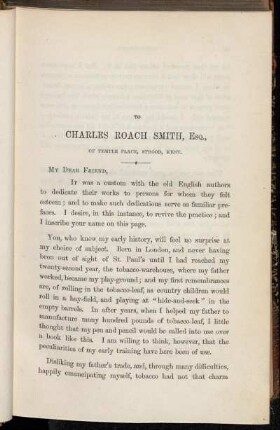 TO
CHARLES ROACH SMITH, ESQ.,
OF TEMPLE PLACE, STROOD, KENT.
MY DEAR FRIEND,
IT was a custom with the old English authors
to dedicate their works to persons for whom they felt
esteem; and to make such dedications serve as familiar pre-
faces. I desire, in this instance, to revive the practice; and
I inscribe your name on this page.
You, who know my early history, will feel no surprise at
my choice of subject. Born in London, and never having
been out of sight of St. Paul's until I had reached my
twenty-second year, the tobacco-warehouse, where my father
worked, became my play-ground; and my first remembrances
are, of rolling in the tobacco-leaf, as country children would
roll in a hay-field, and playing at "hide-and-seek" in the
empty barrels. In after years, when I helped my father to
manufacture many hundred pounds of tobacco-leaf, I little
thought that my pen and pencil would be called into use over
a book like this. I am willing to think, however, that the
peculiarities of my early training have here been of use.
Disliking my father's trade, and, through many difficulties,
happily emancipating myself, tobacco had not that charm